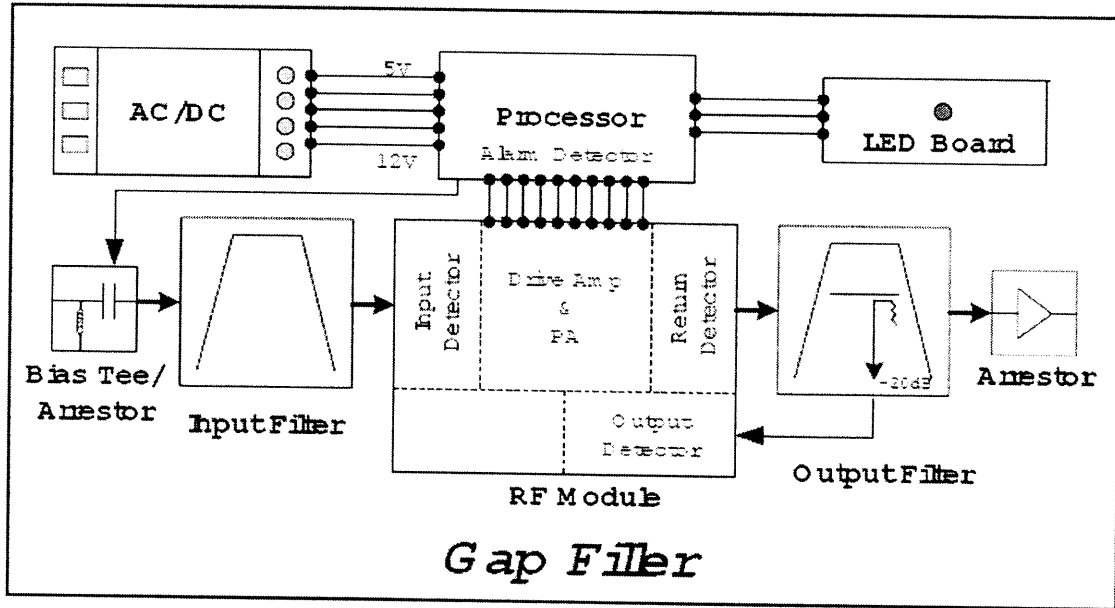 5V
AC/DC
Processor
Alarm Detector
12V
LED Board
Input
Detector
Drive Amp
&
PA
Return
Detector
-20dB
Bias Tee/
Arrestor
Input Filter
Output
Detector
Arrestor
Output Filter
RF Module
Gap Filler